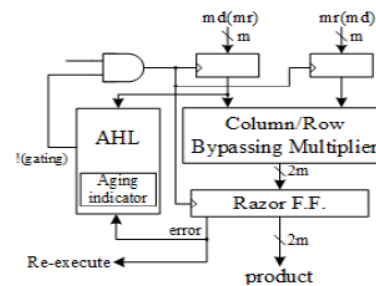 md(mr)
mr(md)
m
m
!(gating)
AHL
Aging
indicator
Column/Row
Bypassing Multiplier
2m
Razor F.F.
error
2m
Re-execute
product